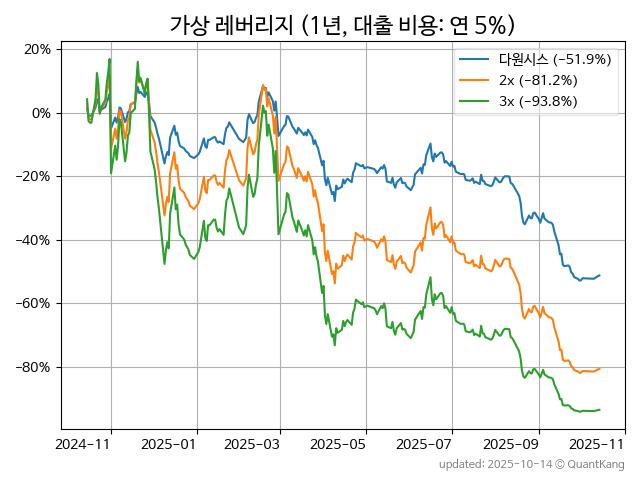 가상 레버리지 (1년, 대출 비용: 연 5%)
다원시스 (−51.9%)
2x (−81.2%)
3x (−93.8%)
20%
0%
−20%
−40%
−60%
−80%
2024−11 2025−01 2025−03 2025−05 2025−07 2025−09 2025−11
updated: 2025-10-14 © QuantKang